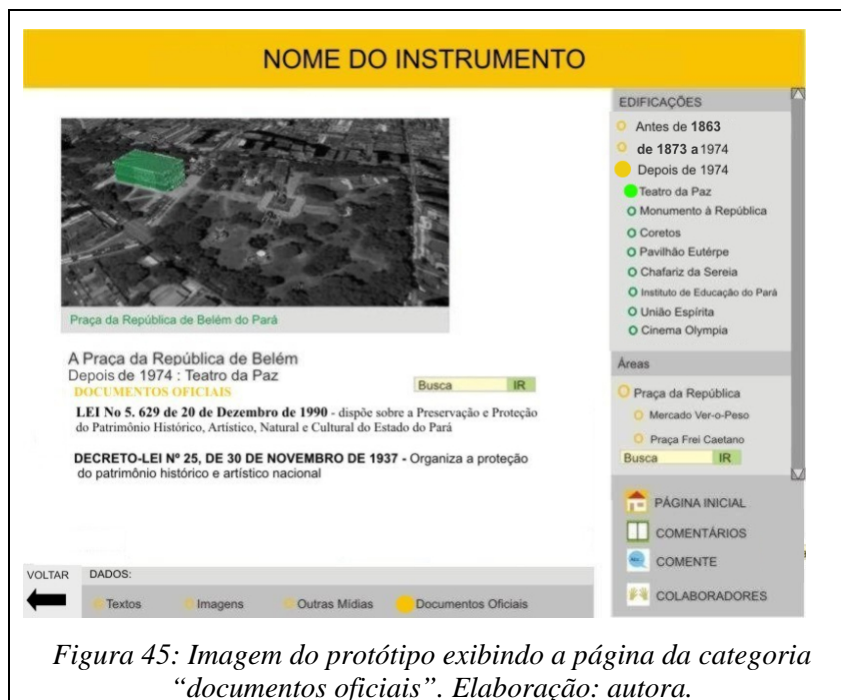 NOME DO INSTRUMENTO
Praça da República de Belém do Pará
A Praça da República de Belém
Depois de 1974 : Teatro da Paz
DOCUMENTOS OFICIAIS
Busca IR
LEI No 5. 629 de 20 de Dezembro de 1990 - dispõe sobre a Preservação e Proteção
do Patrimônio Histórico, Artístico, Natural e Cultural do Estado do Pará
DECRETO-LEI Nº 25, DE 30 DE NOVEMBRO DE 1937 - Organiza a proteção
do patrimônio histórico e artístico nacional
EDIFICAÇÕES
Antes de 1863
de 1873 a 1974
Depois de 1974
Teatro da Paz
Monumento à República
Coretos
Pavilhão Eutérpe
Chafariz da Sereia
Instituto de Educação do Pará
União Espírita
Cinema Olympia
Áreas
Praça da República
Mercado Ver-o-Peso
Praça Frei Caetano
Busca IR
PÁGINA INICIAL
COMENTÁRIOS
COMENTE
COLABORADORES
VOLTAR
DADOS:
Textos Imagens Outras Mídias Documentos Oficiais
Figura 45: Imagem do protótipo exibindo a página da categoria
“documentos oficiais”. Elaboração: autora.